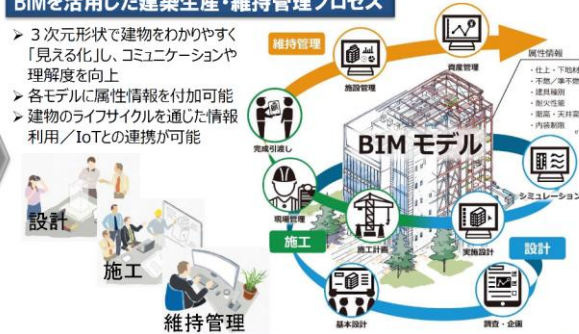 BIMを活用した建築生産・維持管理プロセス
➢ 3次元形状で建物をわかりやすく
「見える化」し、コミュニケーションや
理解度を向上
➢ 各モデルに属性情報を付加可能
➢ 建物のライフサイクルを通じた情報
利用/IoTとの連携が可能
設計
施工
維持管理
維持管理
施設管理
資産管理
属性情報
・仕上・下地材
・不燃/準不燃
・建具種別
・耐火性能
・階高・天井高
・内装制限
完成引渡し
BIM モデル
シミュレーション
現場管理
施工計画
実施設計
施工
設計
基本設計
調査・企画